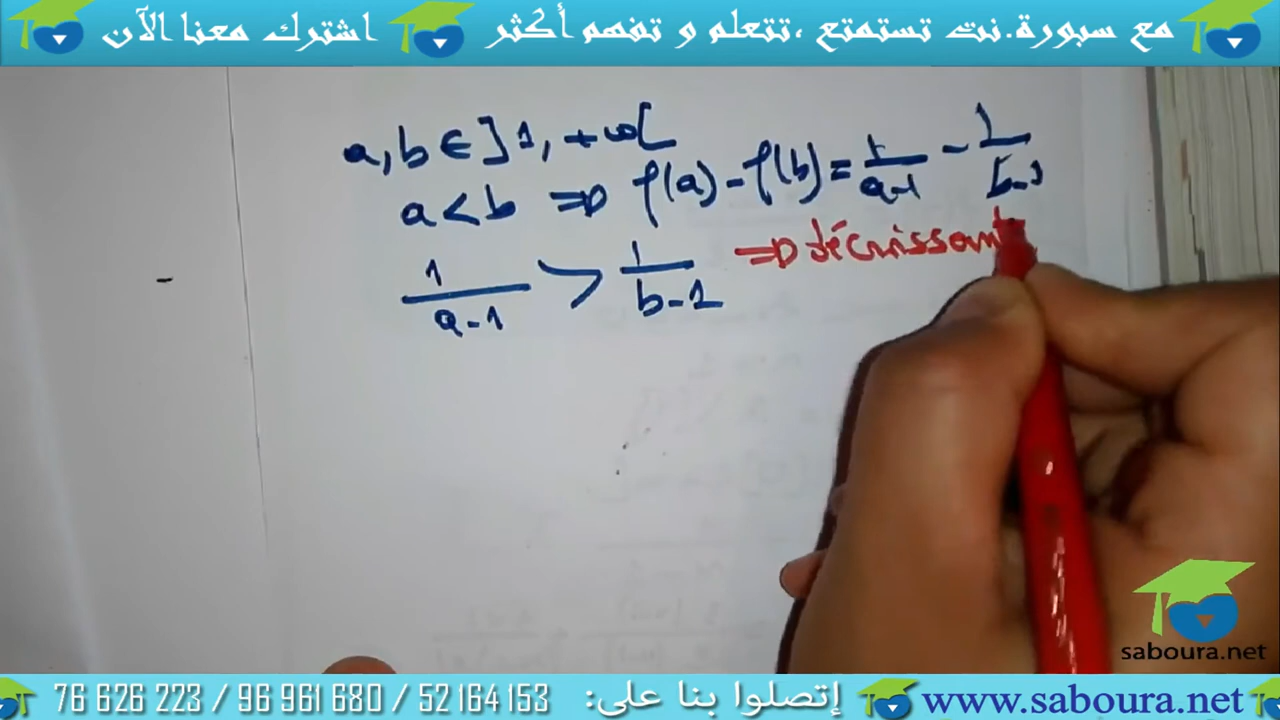 مع سبورة.نت تستمتع ،تتعلم و تفهم أكثر اشترك معنا الآن
a, b ∈ ]1, +∞[
a < b ⇒ f(a) - f(b) = 1/(a-1) - 1/(b-1)
1/(a-1) > 1/(b-1) ⇒ décroissant
saboura.net
76 626 223 / 96 961 680 / 52 164 153 إتصلوا بنا على: www.saboura.net